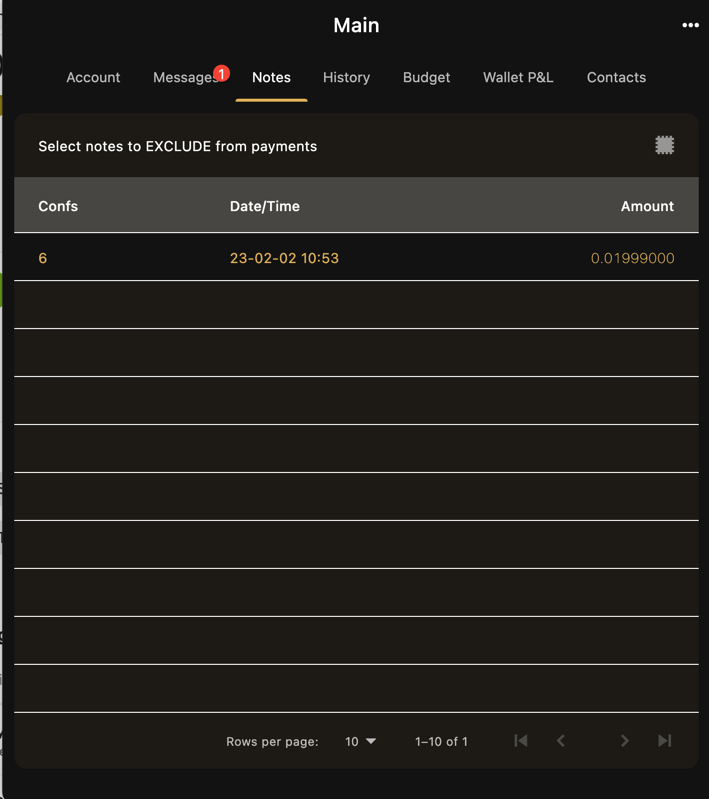 Main
Account Messages 1 Notes History Budget Wallet P&L Contacts
Select notes to EXCLUDE from payments
Confs Date/Time Amount
6 23-02-02 10:53 0.01999000
Rows per page: 10 1–10 of 1